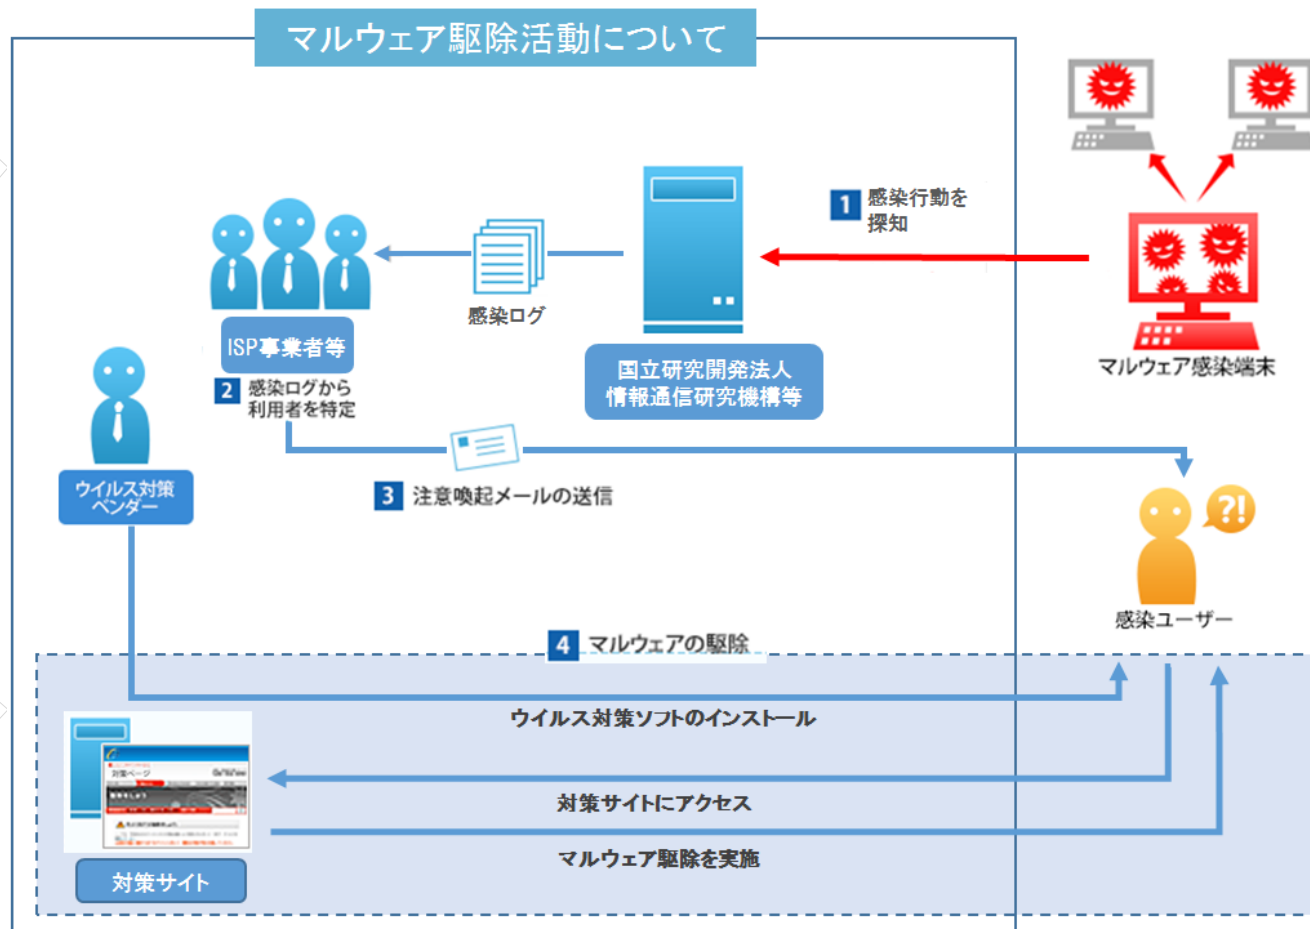 マルウェア駆除活動について
1 感染行動を
探知
感染ログ
ISP事業者等
国立研究開発法人
情報通信研究機構等
マルウェア感染端末
2 感染ログから
利用者を特定
ウイルス対策
ベンダー
3 注意喚起メールの送信
?!
感染ユーザー
4 マルウェアの駆除
ウイルス対策ソフトのインストール
対策ページ
対策サイトにアクセス
マルウェア駆除を実施
対策サイト